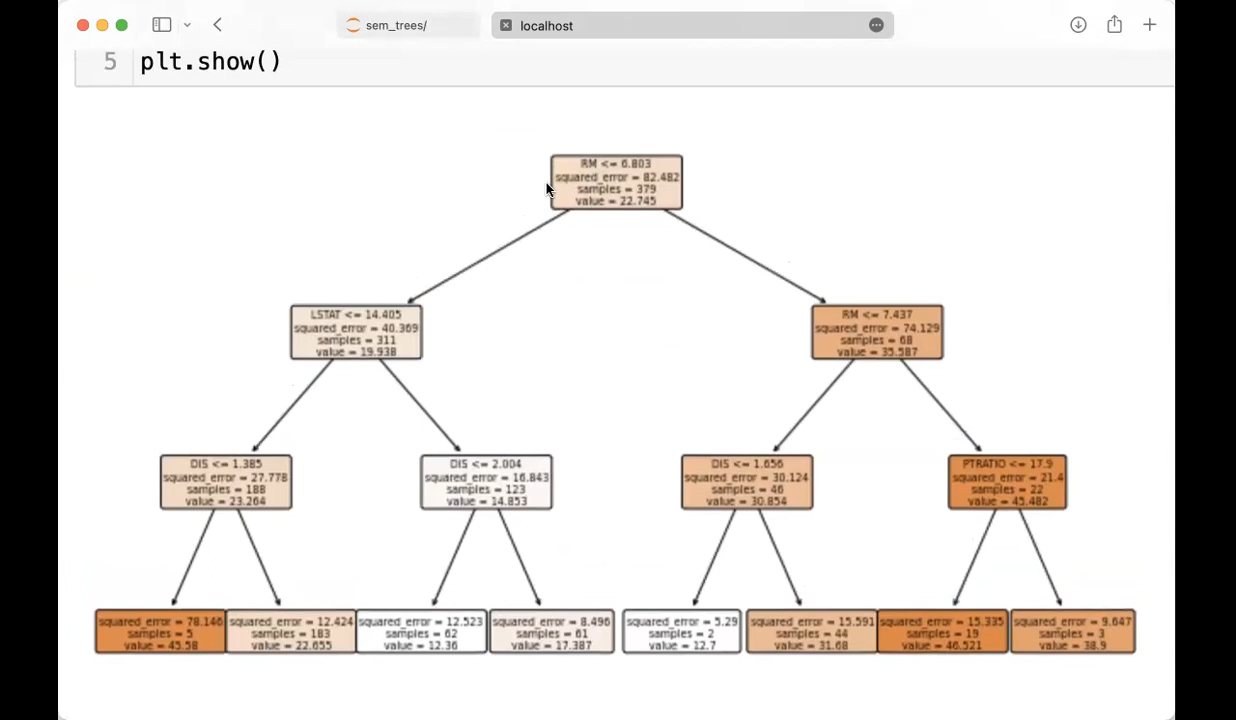 sem_trees/
localhost
5 plt.show()
RM <= 6.803
squared_error = 82.482
samples = 379
value = 22.745
LSTAT <= 14.405
squared_error = 40.369
samples = 311
value = 19.938
RM <= 7.437
squared_error = 74.129
samples = 68
value = 35.587
DIS <= 1.385
squared_error = 27.778
samples = 188
value = 23.264
DIS <= 2.004
squared_error = 16.843
samples = 123
value = 14.853
DIS <= 1.656
squared_error = 30.124
samples = 46
value = 30.854
PTRATIO <= 17.9
squared_error = 21.4
samples = 22
value = 45.482
squared_error = 78.146
samples = 5
value = 45.58
squared_error = 12.424
samples = 183
value = 22.655
squared_error = 12.523
samples = 62
value = 12.36
squared_error = 8.496
samples = 61
value = 17.387
squared_error = 5.29
samples = 2
value = 12.7
squared_error = 15.591
samples = 44
value = 31.68
squared_error = 15.335
samples = 19
value = 46.521
squared_error = 9.647
samples = 3
value = 38.9